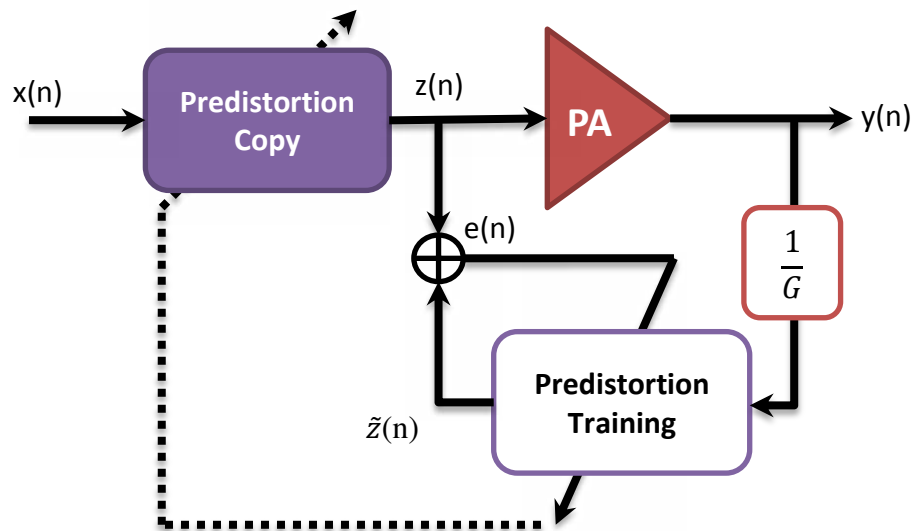 x(n)
Predistortion
Copy
z(n)
PA
y(n)
e(n)
1
G
Predistortion
Training
z̃(n)